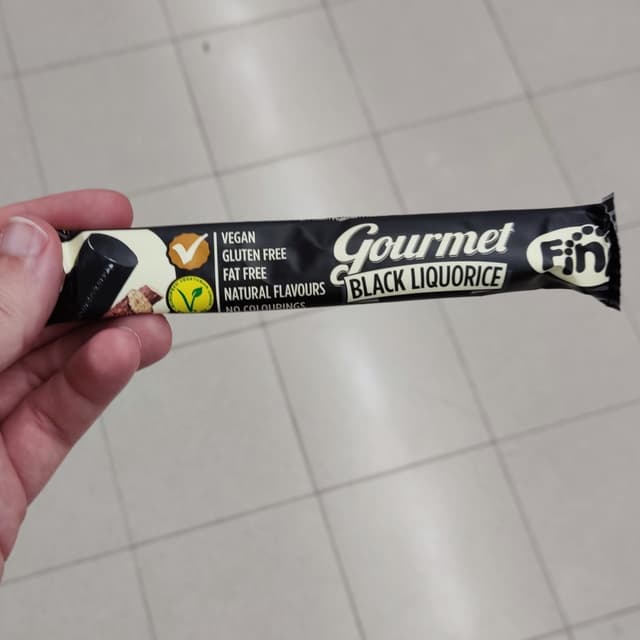 VEGAN
GLUTEN FREE
FAT FREE
NATURAL FLAVOURS
NO COLOURINGS
Gourmet
BLACK LIQUORICE
Fin